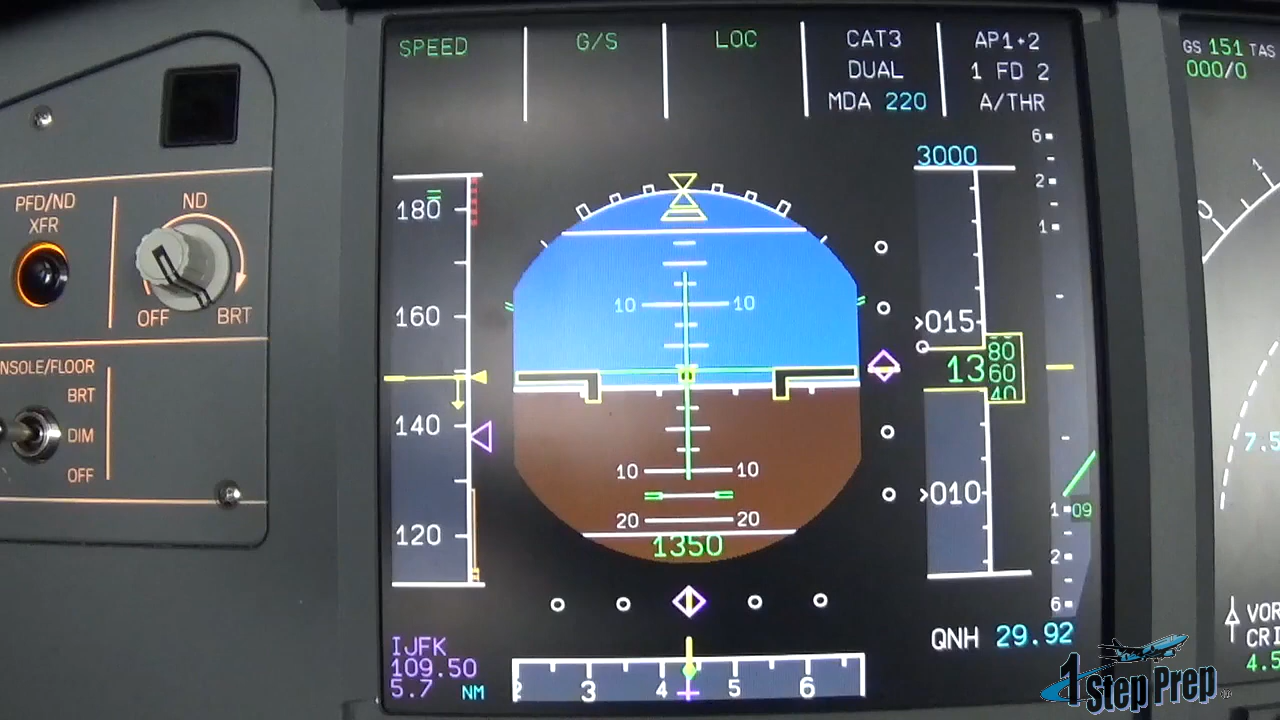 SPEED G/S LOC CAT3 AP1+2
DUAL 1 FD 2
MDA 220 A/THR
GS 151 TAS
000/0
PFD/ND
XFR
ND
OFF BRT
NSOLE/FLOOR
BRT
DIM
OFF
180
160
140
120
10 10
10 10
20 20
1350
3000
015
13 80
60
40
010
6
2
1
1 09
2
6
QNH 29.92
IJFK
109.50
5.7 NM
2 3 4 5 6
1
0
7.5
VOR
CR
4.5
1 Step Prep